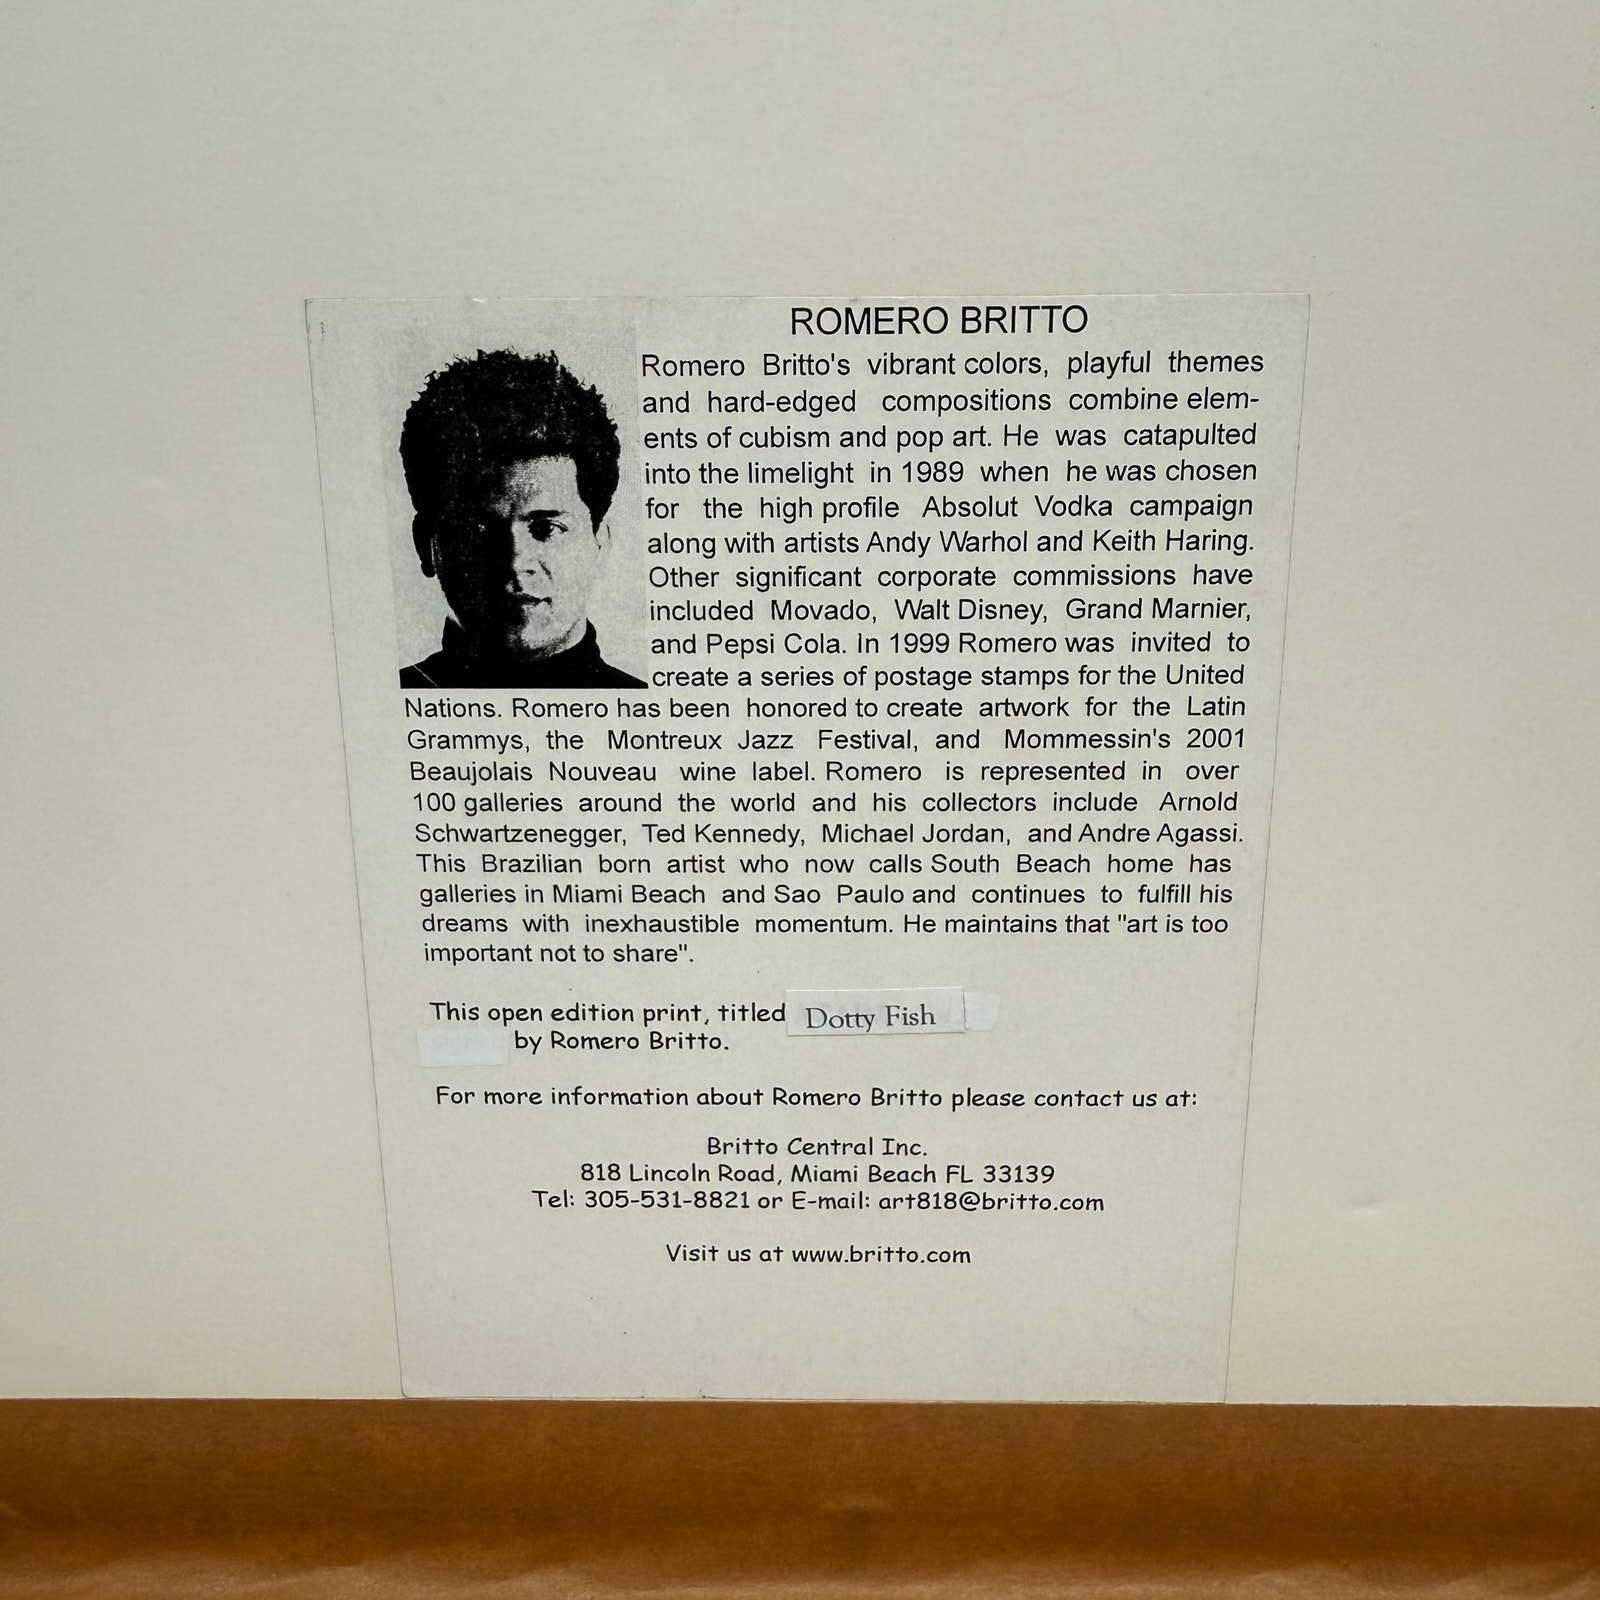 ROMERO BRITTO
Romero Britto's vibrant colors, playful themes
and hard-edged compositions combine elem-
ents of cubism and pop art. He was catapulted
into the limelight in 1989 when he was chosen
for the high profile Absolut Vodka campaign
along with artists Andy Warhol and Keith Haring.
Other significant corporate commissions have
included Movado, Walt Disney, Grand Marnier,
and Pepsi Cola. In 1999 Romero was invited to
create a series of postage stamps for the United
Nations. Romero has been honored to create artwork for the Latin
Grammys, the Montreux Jazz Festival, and Mommessin's 2001
Beaujolais Nouveau wine label. Romero is represented in over
100 galleries around the world and his collectors include Arnold
Schwartzenegger, Ted Kennedy, Michael Jordan, and Andre Agassi.
This Brazilian born artist who now calls South Beach home has
galleries in Miami Beach and Sao Paulo and continues to fulfill his
dreams with inexhaustible momentum. He maintains that "art is too
important not to share".
This open edition print, titled Dotty Fish
by Romero Britto.
For more information about Romero Britto please contact us at:
Britto Central Inc.
818 Lincoln Road, Miami Beach FL 33139
Tel: 305-531-8821 or E-mail: art818@britto.com
Visit us at www.britto.com